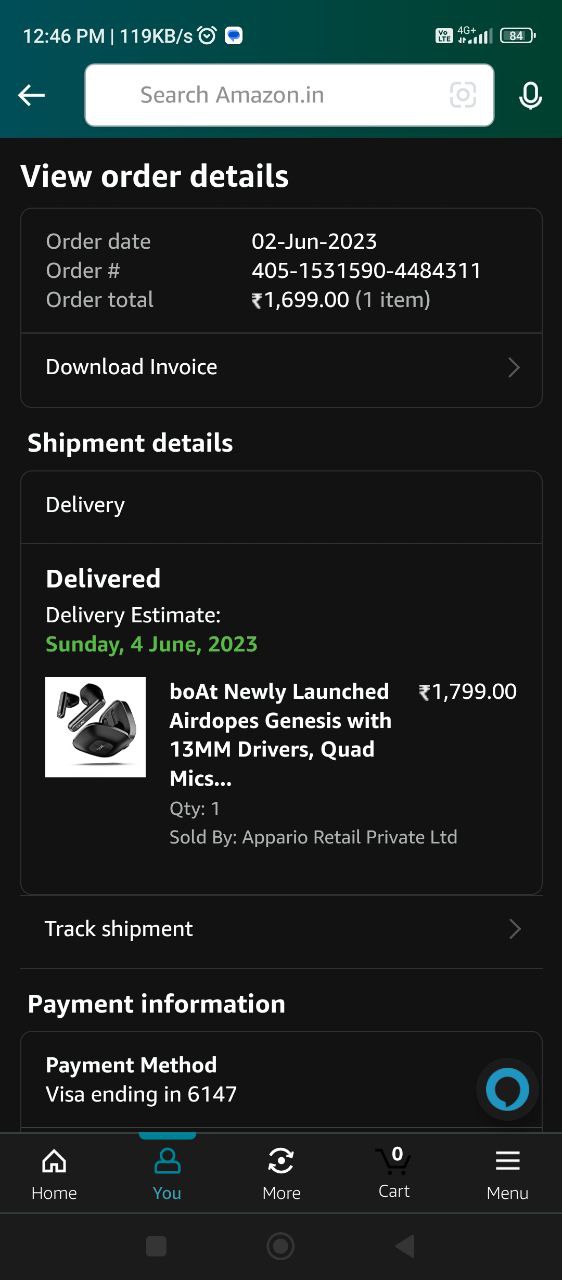 12:46 PM | 119KB/s
Vo LTE 4G+ 84
Search Amazon.in
View order details
Order date 02-Jun-2023
Order # 405-1531590-4484311
Order total ₹1,699.00 (1 item)
Download Invoice
Shipment details
Delivery
Delivered
Delivery Estimate:
Sunday, 4 June, 2023
boAt Newly Launched ₹1,799.00
Airdopes Genesis with
13MM Drivers, Quad
Mics...
Qty: 1
Sold By: Appario Retail Private Ltd
Track shipment
Payment information
Payment Method
Visa ending in 6147
0
Home You More Cart Menu